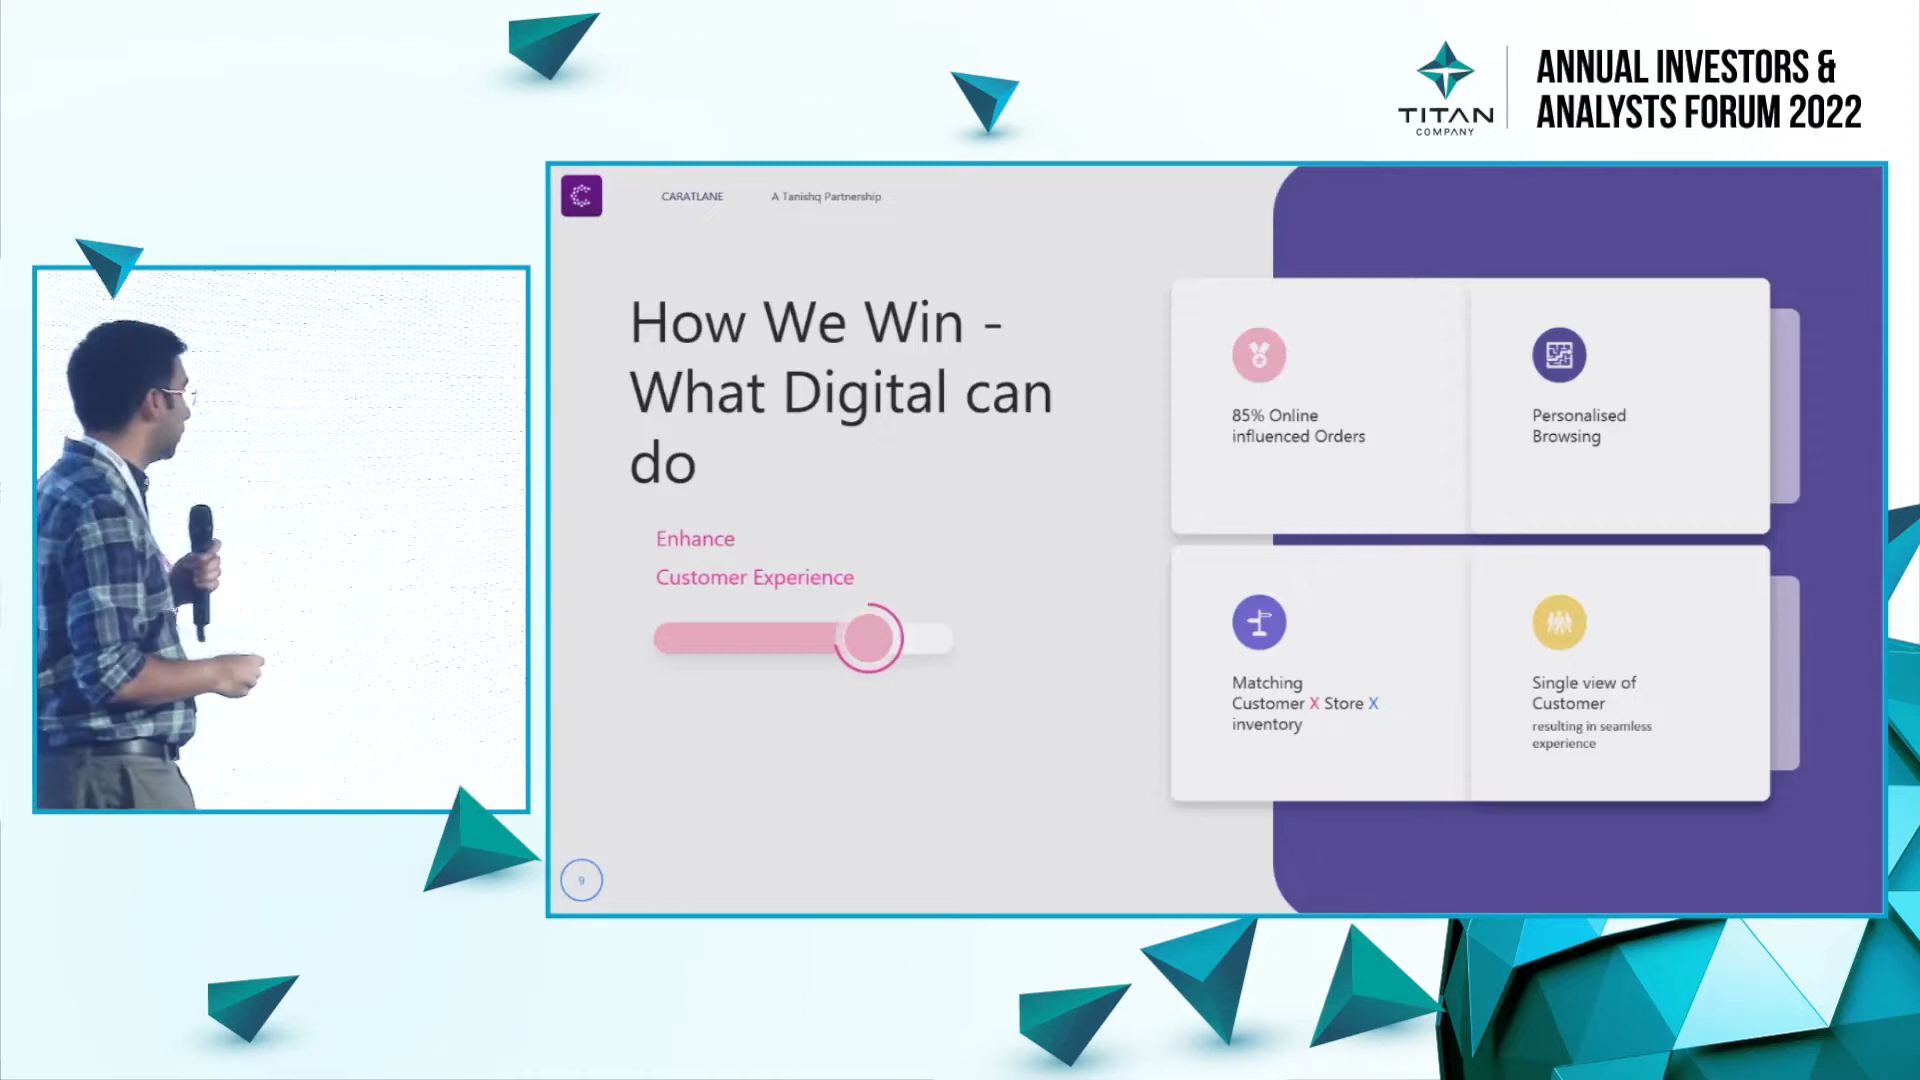 TITAN
COMPANY
ANNUAL INVESTORS &
ANALYSTS FORUM 2022
CARATLANE
A Tanishq Partnership
How We Win -
What Digital can
do
Enhance
Customer Experience
85% Online
influenced Orders
Personalised
Browsing
Matching
Customer X Store X
inventory
Single view of
Customer
resulting in seamless
experience
9